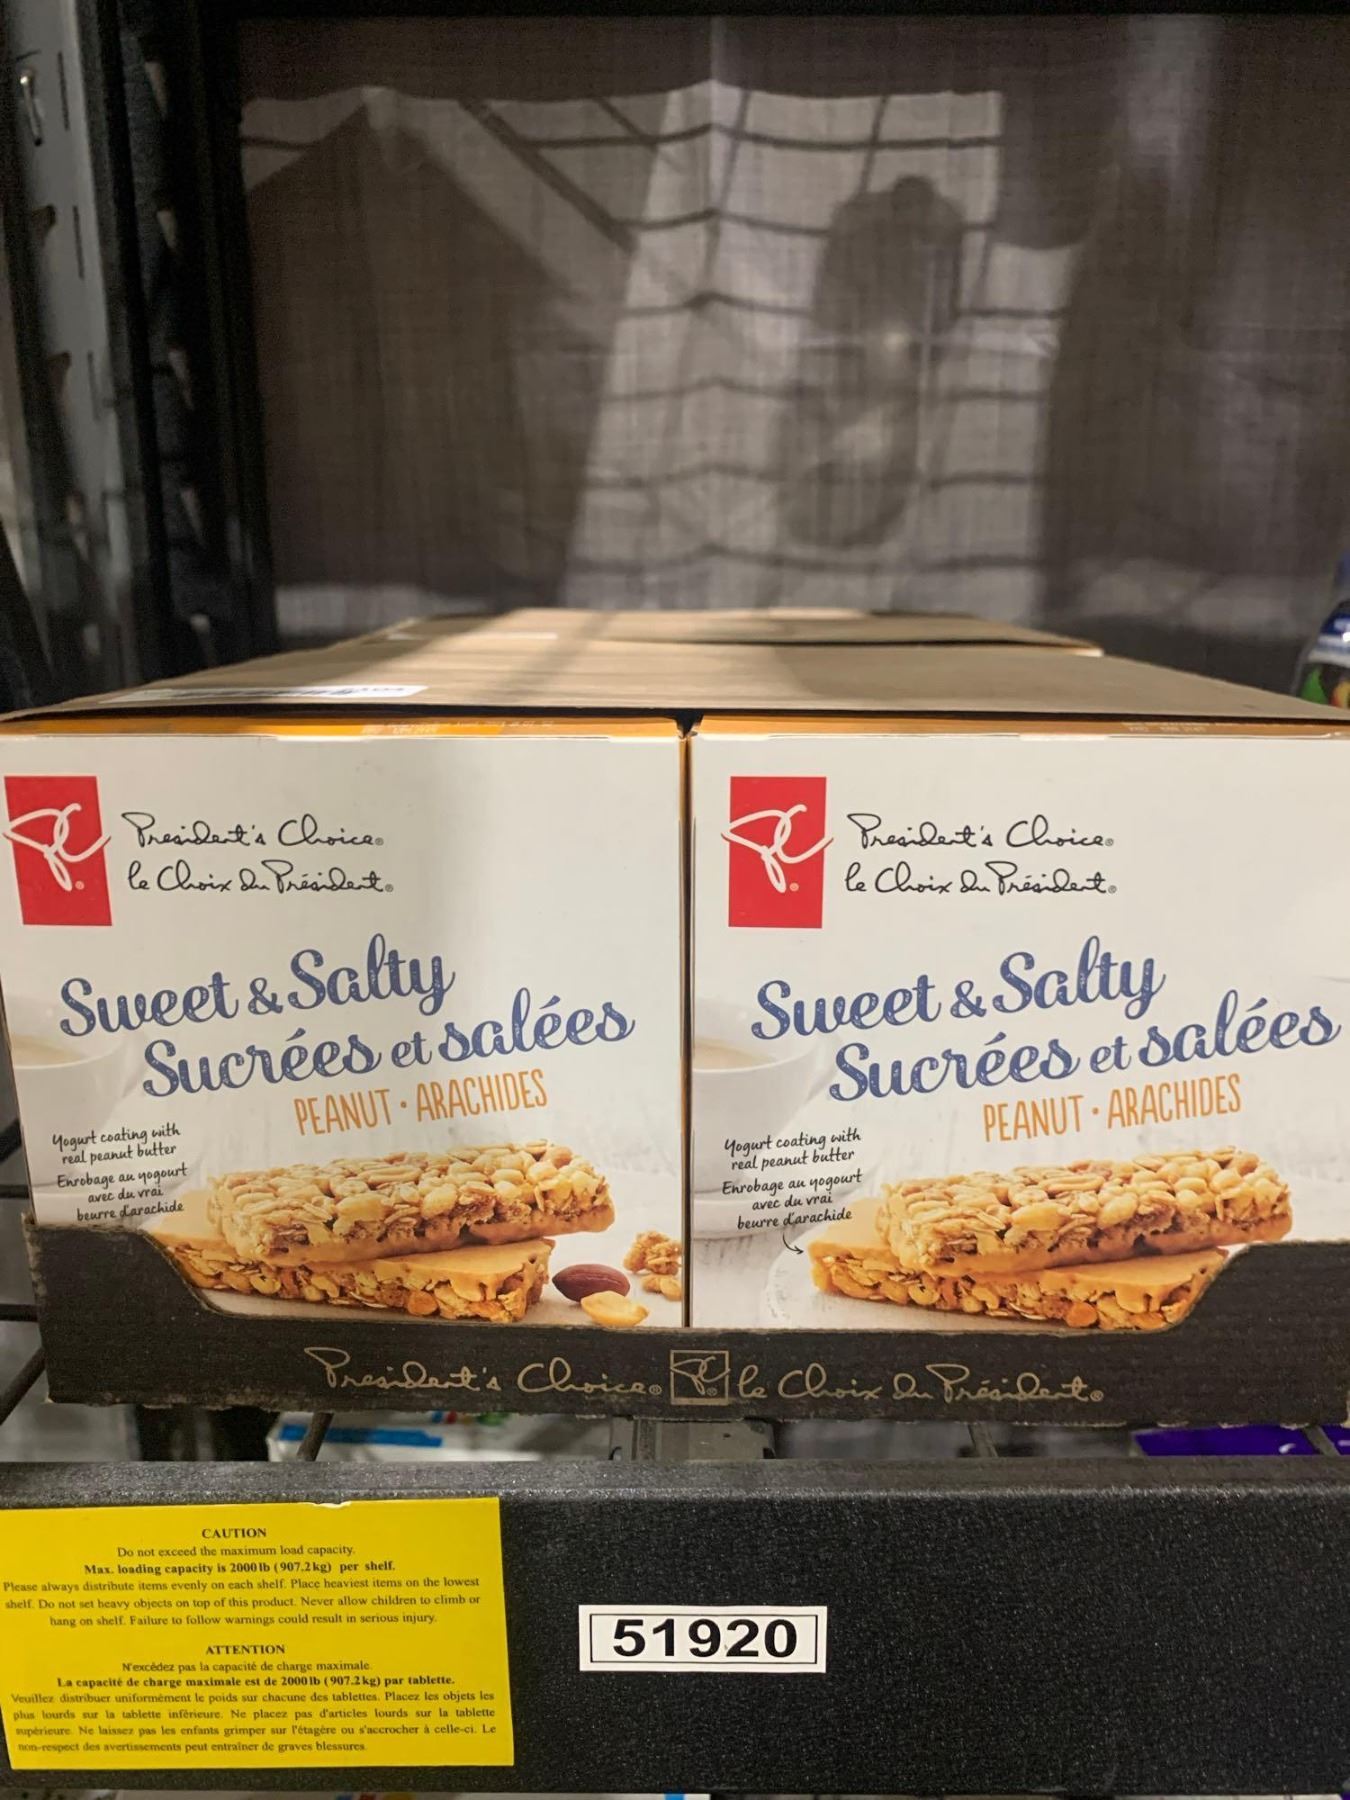 President's Choice
le Choix du Président
Sweet & Salty
Sucrées et salées
PEANUT • ARACHIDES
Yogurt coating with
real peanut butter
Enrobage au yogourt
avec du vrai
beurre d'arachide
President's Choice
le Choix du Président
Sweet & Salty
Sucrées et salées
PEANUT • ARACHIDES
Yogurt coating with
real peanut butter
Enrobage au yogourt
avec du vrai
beurre d'arachide
President's Choice PC le Choix du Président
CAUTION
Do not exceed the maximum load capacity.
Max. loading capacity is 2000lb (907.2kg) per shelf.
Please always distribute items evenly on each shelf. Place heaviest items on the lowest
shelf. Do not set heavy objects on top of this product. Never allow children to climb or
hang on shelf. Failure to follow warnings could result in serious injury.
ATTENTION
N'excédez pas la capacité de charge maximale.
La capacité de charge maximale est de 2000lb (907.2kg) par tablette.
Veuillez distribuer uniformément le poids sur chacune des tablettes. Placez les objets les
plus lourds sur la tablette inférieure. Ne placez pas d'articles lourds sur la tablette
supérieure. Ne laissez pas les enfants grimper sur l'étagère ou s'accrocher à celle-ci. Le
non-respect des avertissements peut entraîner de graves blessures.
51920